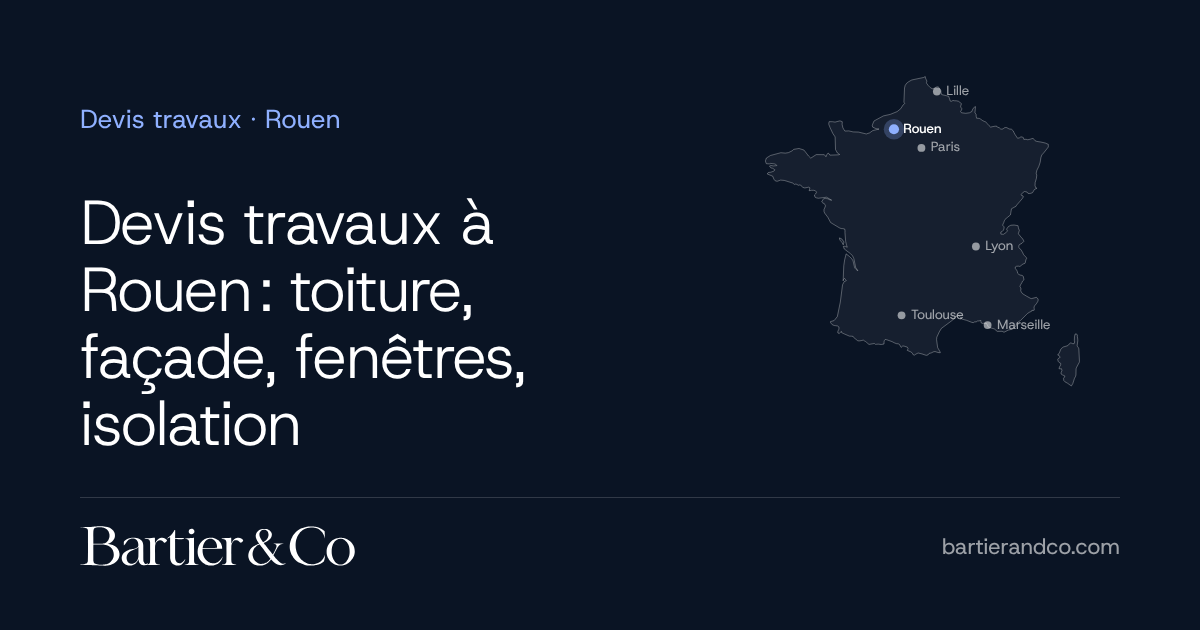 Devis travaux · Rouen
Devis travaux à
Rouen : toiture,
façade, fenêtres,
isolation
Lille
Rouen
Paris
Lyon
Toulouse
Marseille
Bartier & Co
bartierandco.com